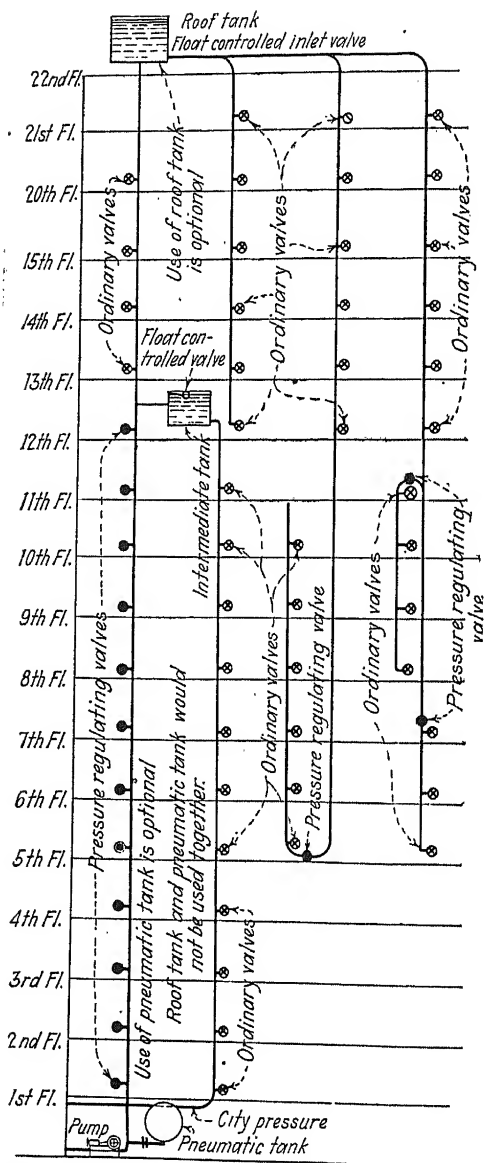 Roof tank
Float controlled inlet valve
22nd Fl.
21st Fl.
20th Fl.
15th Fl.
14th Fl.
13th Fl.
12th Fl.
11th Fl.
10th Fl.
9th Fl.
8th Fl.
7th Fl.
6th Fl.
5th Fl.
4th Fl.
3rd Fl.
2nd Fl.
1st Fl.
Ordinary valves
Use of roof tank
is optional
Ordinary valves
Ordinary valves
Float con-
trolled valve
Intermediate tank
Pressure regulating valves
Use of pneumatic tank is optional
Roof tank and pneumatic tank would
not be used together.
Ordinary valves
Pressure regulating valve
Ordinary valves
Pressure regulating
valve
Ordinary valves
City pressure
Pump
Pneumatic tank